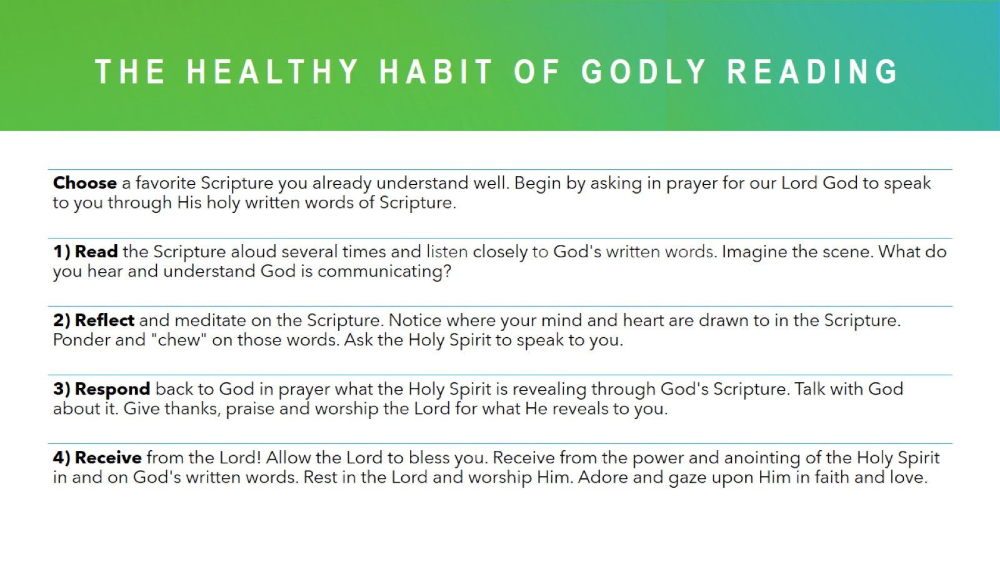 THE HEALTHY HABIT OF GODLY READING
Choose a favorite Scripture you already understand well. Begin by asking in prayer for our Lord God to speak
to you through His holy written words of Scripture.
1) Read the Scripture aloud several times and listen closely to God's written words. Imagine the scene. What do
you hear and understand God is communicating?
2) Reflect and meditate on the Scripture. Notice where your mind and heart are drawn to in the Scripture.
Ponder and "chew" on those words. Ask the Holy Spirit to speak to you.
3) Respond back to God in prayer what the Holy Spirit is revealing through God's Scripture. Talk with God
about it. Give thanks, praise and worship the Lord for what He reveals to you.
4) Receive from the Lord! Allow the Lord to bless you. Receive from the power and anointing of the Holy Spirit
in and on God's written words. Rest in the Lord and worship Him. Adore and gaze upon Him in faith and love.